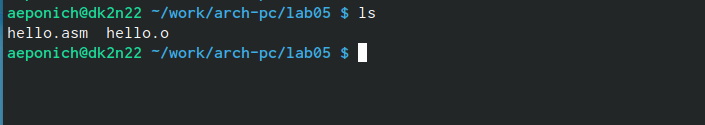 aeponich@dk2n22 ~/work/arch-pc/lab05 $ ls
hello.asm  hello.o
aeponich@dk2n22 ~/work/arch-pc/lab05 $